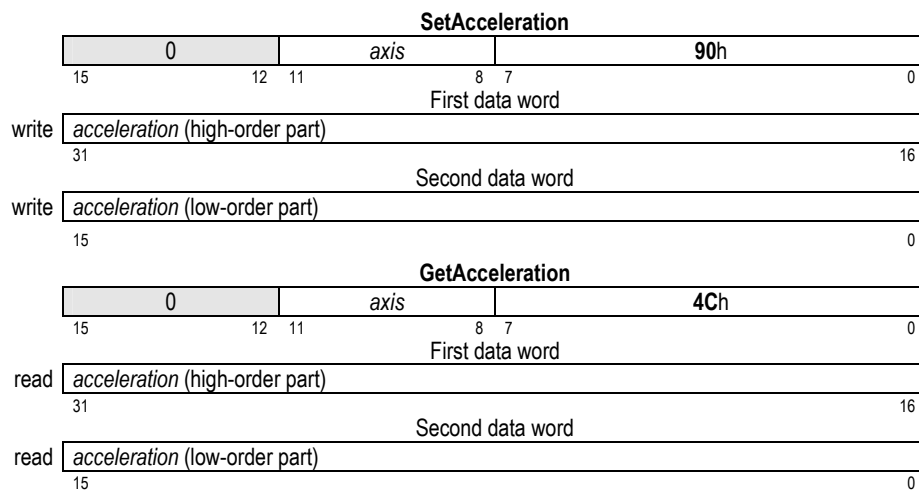 SetAcceleration
0 axis 90h
15 12 11 8 7 0
First data word
write acceleration (high-order part)
31 16
Second data word
write acceleration (low-order part)
15 0
GetAcceleration
0 axis 4Ch
15 12 11 8 7 0
First data word
read acceleration (high-order part)
31 16
Second data word
read acceleration (low-order part)
15 0